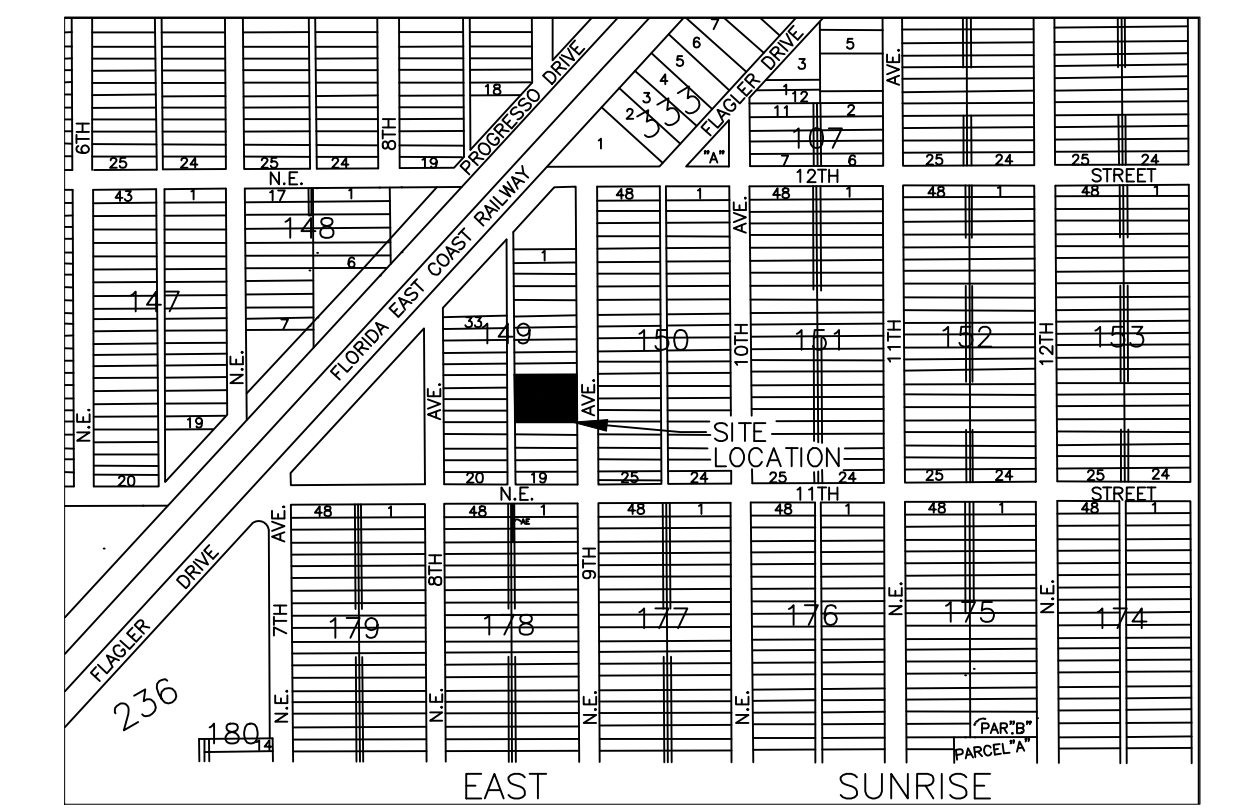 7
6
5
4
3
2
1
333
PROGRESSO DRIVE
FLAGLER DRIVE
18
5
3
1
12
11
2
107
7
6
"A"
AVE.
6TH
8TH
25
24
25
24
19
25
24
25
24
N.E.
12TH
STREET
43
1
17
1
148
6
7
147
19
20
N.E.
N.E.
FLORIDA EAST COAST RAILWAY
1
33
149
AVE.
AVE.
48
1
150
AVE.
10TH
48
1
151
11TH
48
1
152
12TH
48
1
153
SITE
LOCATION
20
19
25
24
25
24
25
24
25
24
N.E.
11TH
STREET
AVE.
7TH
N.E.
48
1
179
8TH
N.E.
48
1
AE
178
9TH
N.E.
48
1
177
N.E.
48
1
176
N.E.
48
1
175
N.E.
48
1
174
FLAGLER DRIVE
236
180
14
PAR."B"
PARCEL"A"
EAST SUNRISE